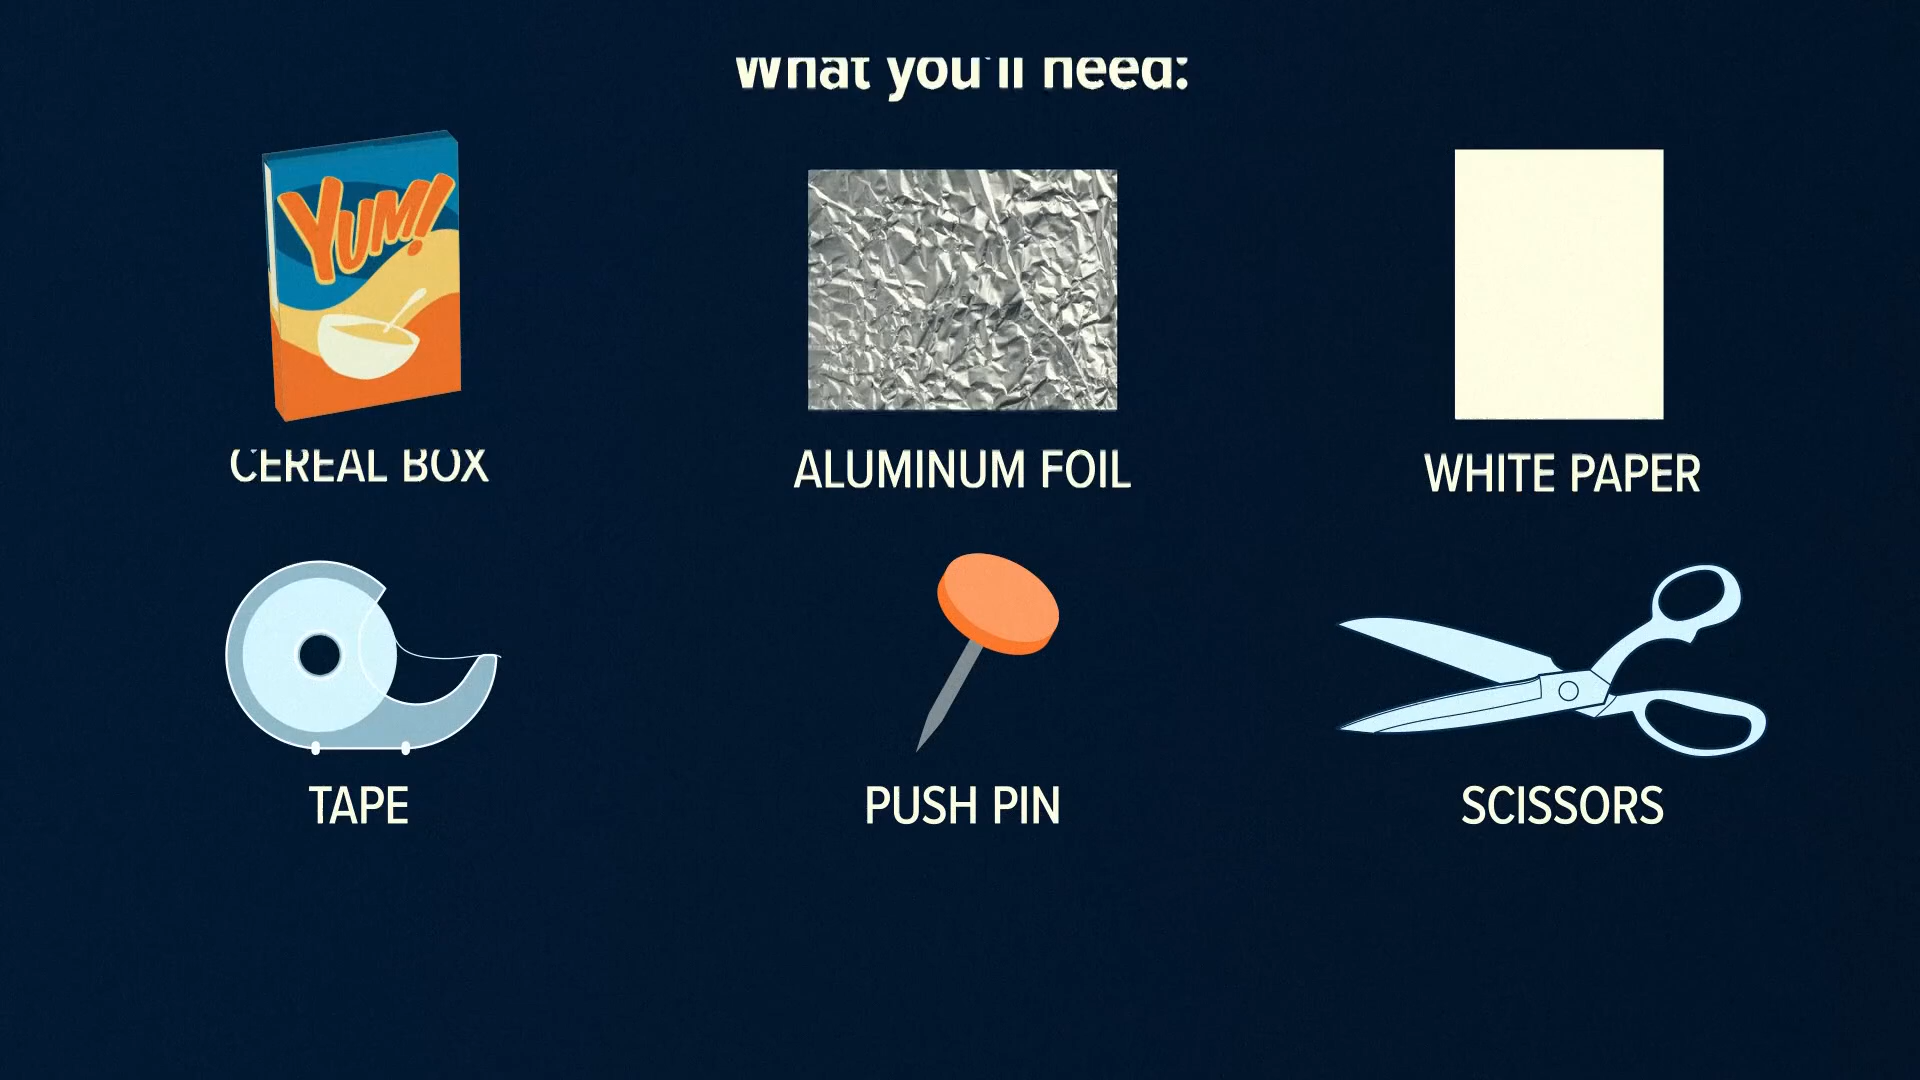 What you'll need:
YUM!
CEREAL BOX
ALUMINUM FOIL
WHITE PAPER
TAPE
PUSH PIN
SCISSORS